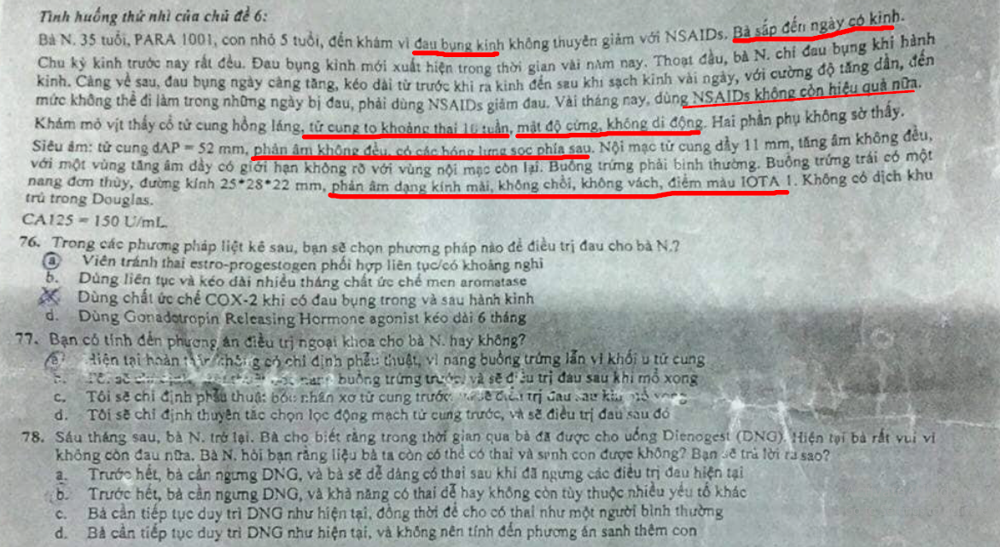 Tình huống thứ nhì của chủ đề 6:
Bà N. 35 tuổi, PARA 1001, con nhỏ 5 tuổi, đến khám vì đau bụng kinh không thuyên giảm với NSAIDs. Bà sắp đến ngày có kinh.
Chu kỳ kinh trước nay rất đều. Đau bụng kinh mới xuất hiện trong thời gian vài năm nay. Thoạt đầu, bà N. chỉ đau bụng khi hành
kinh. Càng về sau, đau bụng ngày càng tăng, kéo dài từ trước khi ra kinh đến sau khi sạch kinh vài ngày, với cường độ tăng dần, đến
mức không thể đi làm trong những ngày bị đau, phải dùng NSAIDs giảm đau. Vài tháng nay, dùng NSAIDs không còn hiệu quả nữa.
Khám mỏ vịt thấy cổ tử cung hồng láng, tử cung to khoảng thai 10 tuần, mật độ cứng, không di động. Hai phần phụ không sờ thấy.
Siêu âm: tử cung dAP = 52 mm, phản âm không đều, có các bóng lưng sọc phía sau. Nội mạc tử cung dầy 11 mm, tăng âm không đều,
với một vùng tăng âm dầy có giới hạn không rõ với vùng nội mạc còn lại. Buồng trứng phải bình thường. Buồng trứng trái có một
nang đơn thùy, đường kính 25*28*22 mm, phản âm dạng kính mài, không chồi, không vách, điểm màu IOTA 1. Không có dịch khu
trú trong Douglas.
CA125 = 150 U/mL.
76. Trong các phương pháp liệt kê sau, bạn sẽ chọn phương pháp nào để điều trị đau cho bà N.?
a Viên tránh thai estro-progestogen phối hợp liên tục/có khoảng nghỉ
b. Dùng liên tục và kéo dài nhiều tháng chất ức chế men aromatase
Dùng chất ức chế COX-2 khi có đau bụng trong và sau hành kinh
d. Dùng Gonadotropin Releasing Hormone agonist kéo dài 6 tháng
77. Bạn có tính đến phương án điều trị ngoại khoa cho bà N. hay không?
Hiện tại hoàn toàn không có chỉ định phẫu thuật, vì nang buồng trứng lẫn vì khối u tử cung
buồng trứng trước, và sẽ điều trị đau sau khi mổ xong
c. Tôi sẽ chỉ định phẫu thuật bóc nhân xơ tử cung trước, và sẽ điều trị đau sau khi mổ xong
d. Tôi sẽ chỉ định thuyên tắc chọn lọc động mạch tử cung trước, và sẽ điều trị đau sau đó
78. Sáu tháng sau, bà N. trở lại. Bà cho biết rằng trong thời gian qua bà đã được cho uống Dienogest (DNG). Hiện tại bà rất vui vì
không còn đau nữa. Bà N. hỏi bạn rằng liệu bà ta còn có thể có thai và sanh con được không? Bạn sẽ trả lời ra sao?
a. Trước hết, bà cần ngưng DNG, và bà sẽ dễ dàng có thai sau khi đã ngưng các điều trị đau hiện tại
b. Trước hết, bà cần ngưng DNG, và khả năng có thai dễ hay không còn tùy thuộc nhiều yếu tố khác
c. Bà cần tiếp tục duy trì DNG như hiện tại, đồng thời để cho có thai như một người bình thường
d. Bà cần tiếp tục duy trì DNG như hiện tại, và không nên tính đến phương án sanh thêm con